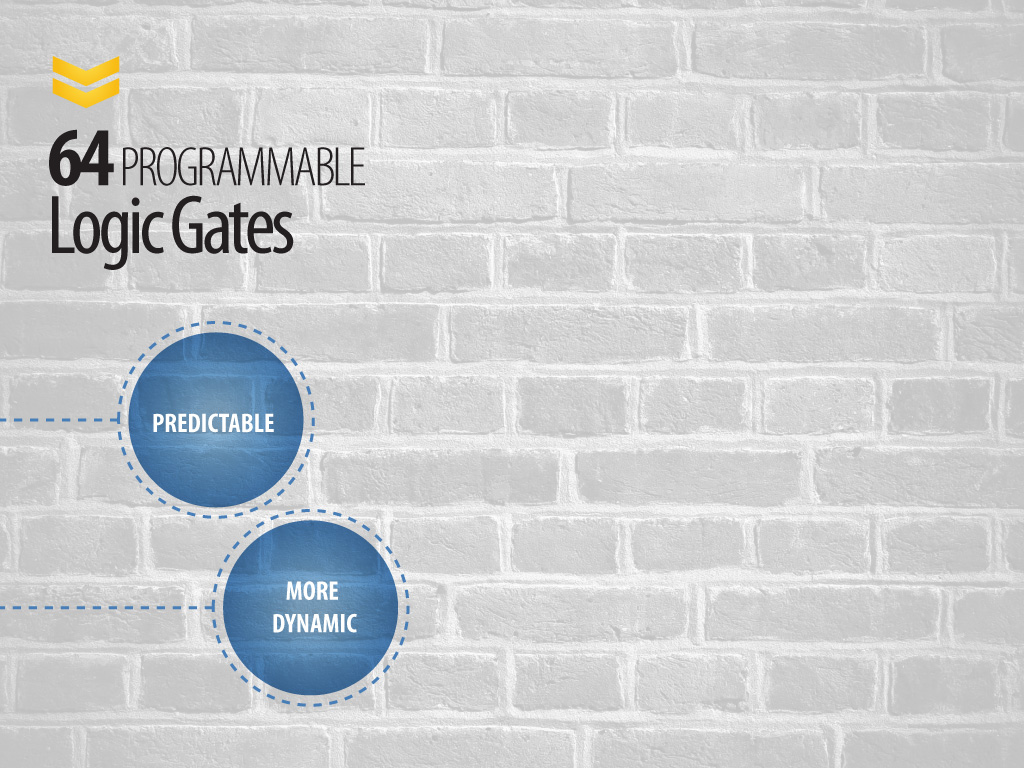 64 PROGRAMMABLE
Logic Gates
PREDICTABLE
MORE
DYNAMIC